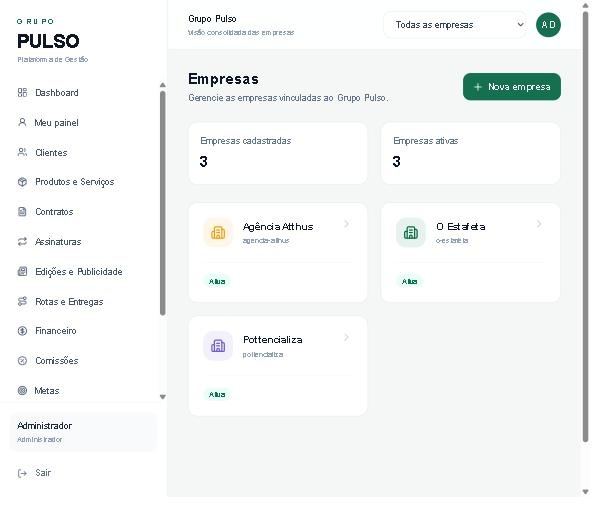 GRUPO
PULSO
Plataforma de Gestão
Dashboard
Meu painel
Clientes
Produtos e Serviços
Contratos
Assinaturas
Edições e Publicidade
Rotas e Entregas
Financeiro
Comissões
Metas
Administrador
Administrador
Sair
Grupo Pulso
Visão consolidada das empresas
Todas as empresas
AD
Empresas
Gerencie as empresas vinculadas ao Grupo Pulso.
+ Nova empresa
Empresas cadastradas
3
Empresas ativas
3
Agência Atthus
agencia-atthus
Ativa
O Estafeta
o-estafeta
Ativa
Pottencializa
pottencializa
Ativa